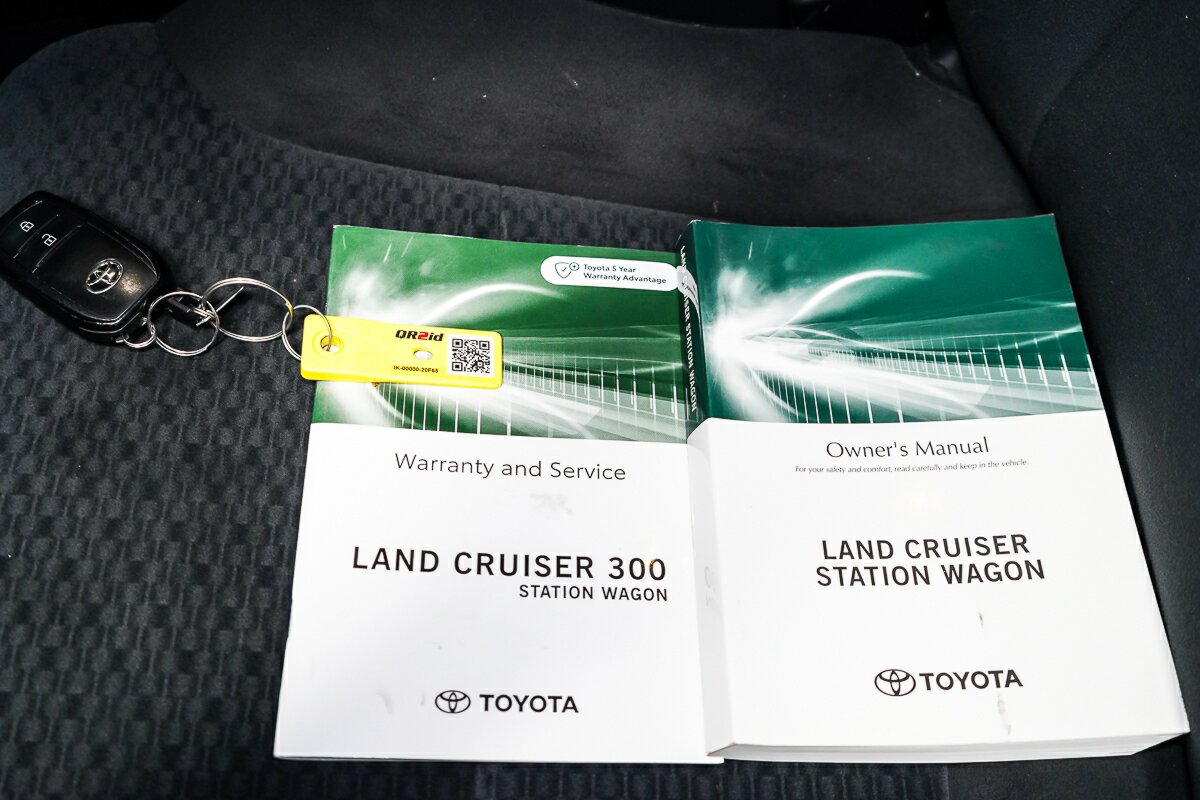 Toyota 5 Year
Warranty Advantage
QR2id
IK-00000-20F65
Warranty and Service
LAND CRUISER 300
STATION WAGON
TOYOTA
LAND CRUISER STATION WAGON
Owner's Manual
For your safety and comfort, read carefully and keep in the vehicle.
LAND CRUISER
STATION WAGON
TOYOTA